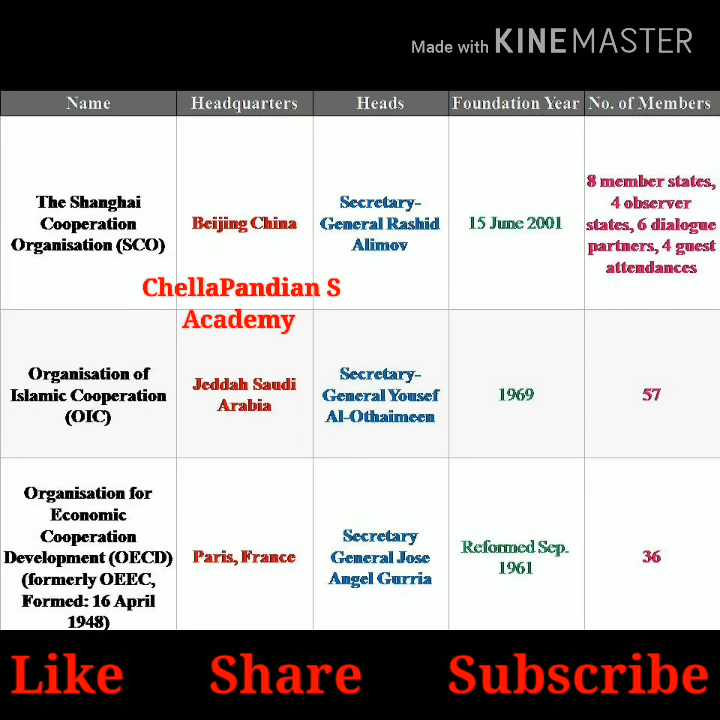 Made with KINEMASTER
Name Headquarters Heads Foundation Year No. of Members
The Shanghai
Cooperation
Organisation (SCO)
Beijing China
Secretary-
General Rashid
Alimov
15 June 2001
8 member states,
4 observer
states, 6 dialogue
partners, 4 guest
attendances
ChellaPandian S
Academy
Organisation of
Islamic Cooperation
(OIC)
Jeddah Saudi
Arabia
Secretary-
General Yousef
Al-Othaimeen
1969
57
Organisation for
Economic
Cooperation
Development (OECD)
(formerly OEEC,
Formed: 16 April
1948)
Paris, France
Secretary
General Jose
Angel Gurria
Reformed Sep.
1961
36
Like Share Subscribe